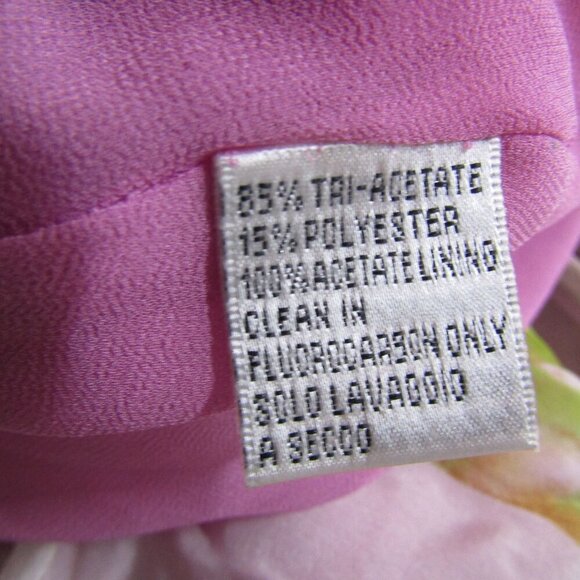 85% TRI-ACETATE
15% POLYESTER
100% ACETATE LINING
CLEAN IN
FLUOROCARBON ONLY
SOLO LAVAGGIO
A SECCO